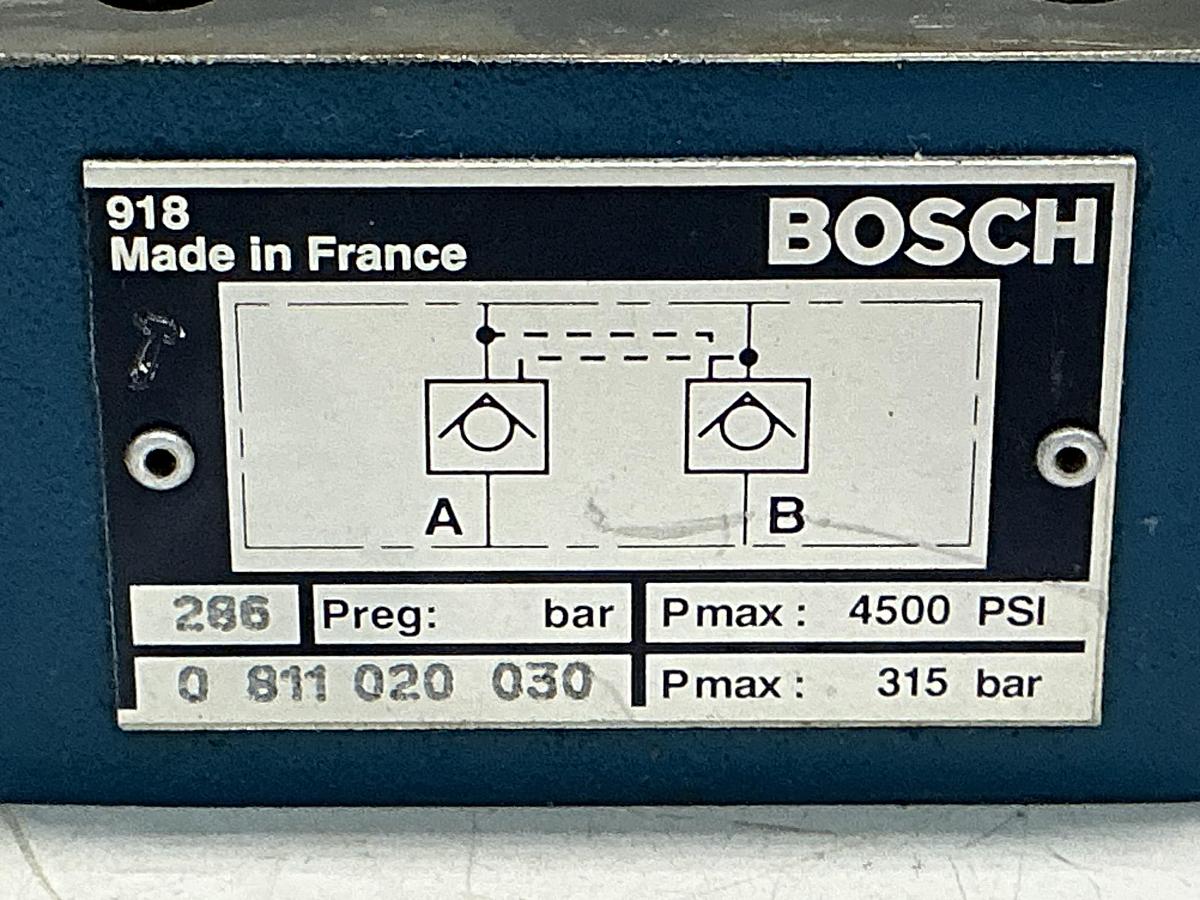 918
BOSCH
Made in France
A
B
286
Preg: bar
Pmax: 4500 PSI
0 811 020 030
Pmax: 315 bar